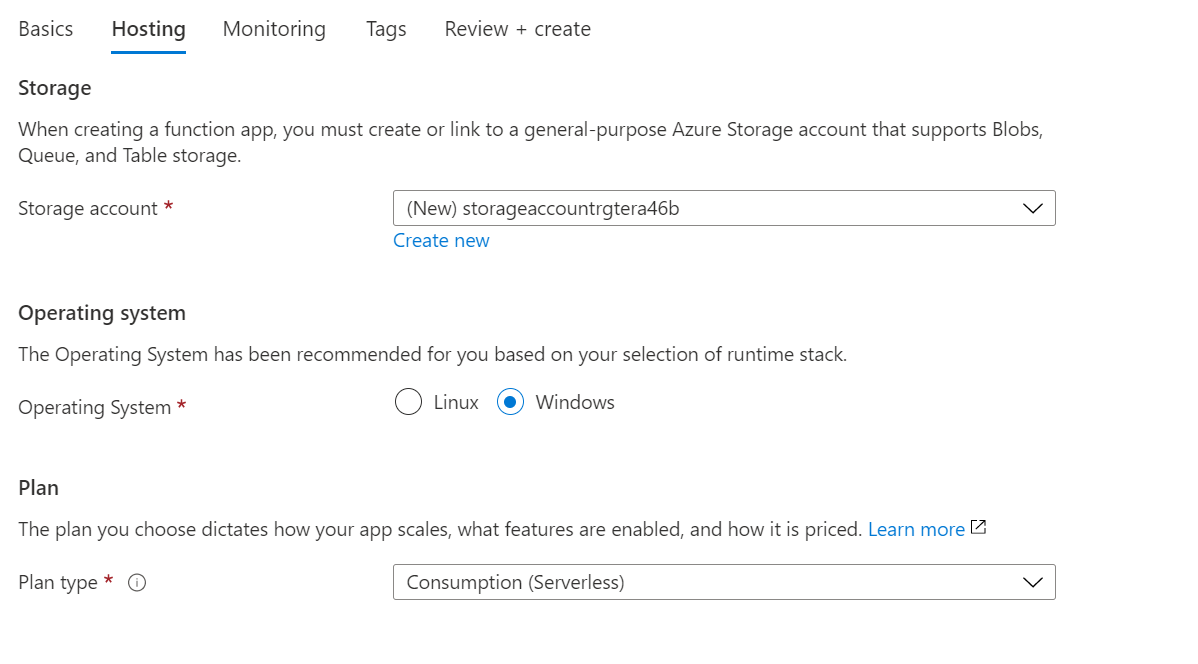 Basics Hosting Monitoring Tags Review + create
Storage
When creating a function app, you must create or link to a general-purpose Azure Storage account that supports Blobs,
Queue, and Table storage.
Storage account *
(New) storageaccountrgtera46b
Create new
Operating system
The Operating System has been recommended for you based on your selection of runtime stack.
Operating System * Linux Windows
Plan
The plan you choose dictates how your app scales, what features are enabled, and how it is priced. Learn more
Plan type * Consumption (Serverless)